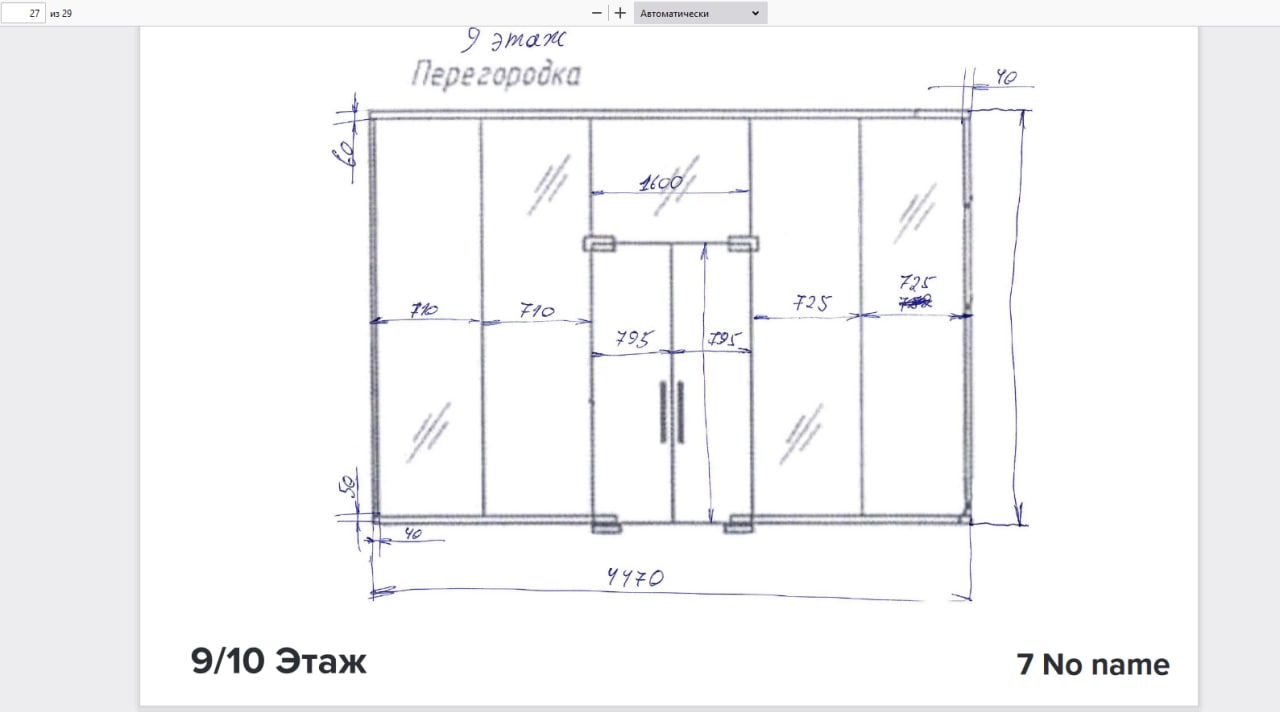 27 из 29
Автоматически
9 этаж
Перегородка
40
60
1600
725
710
710
725
795
795
50
40
4470
9/10 Этаж
7 No name